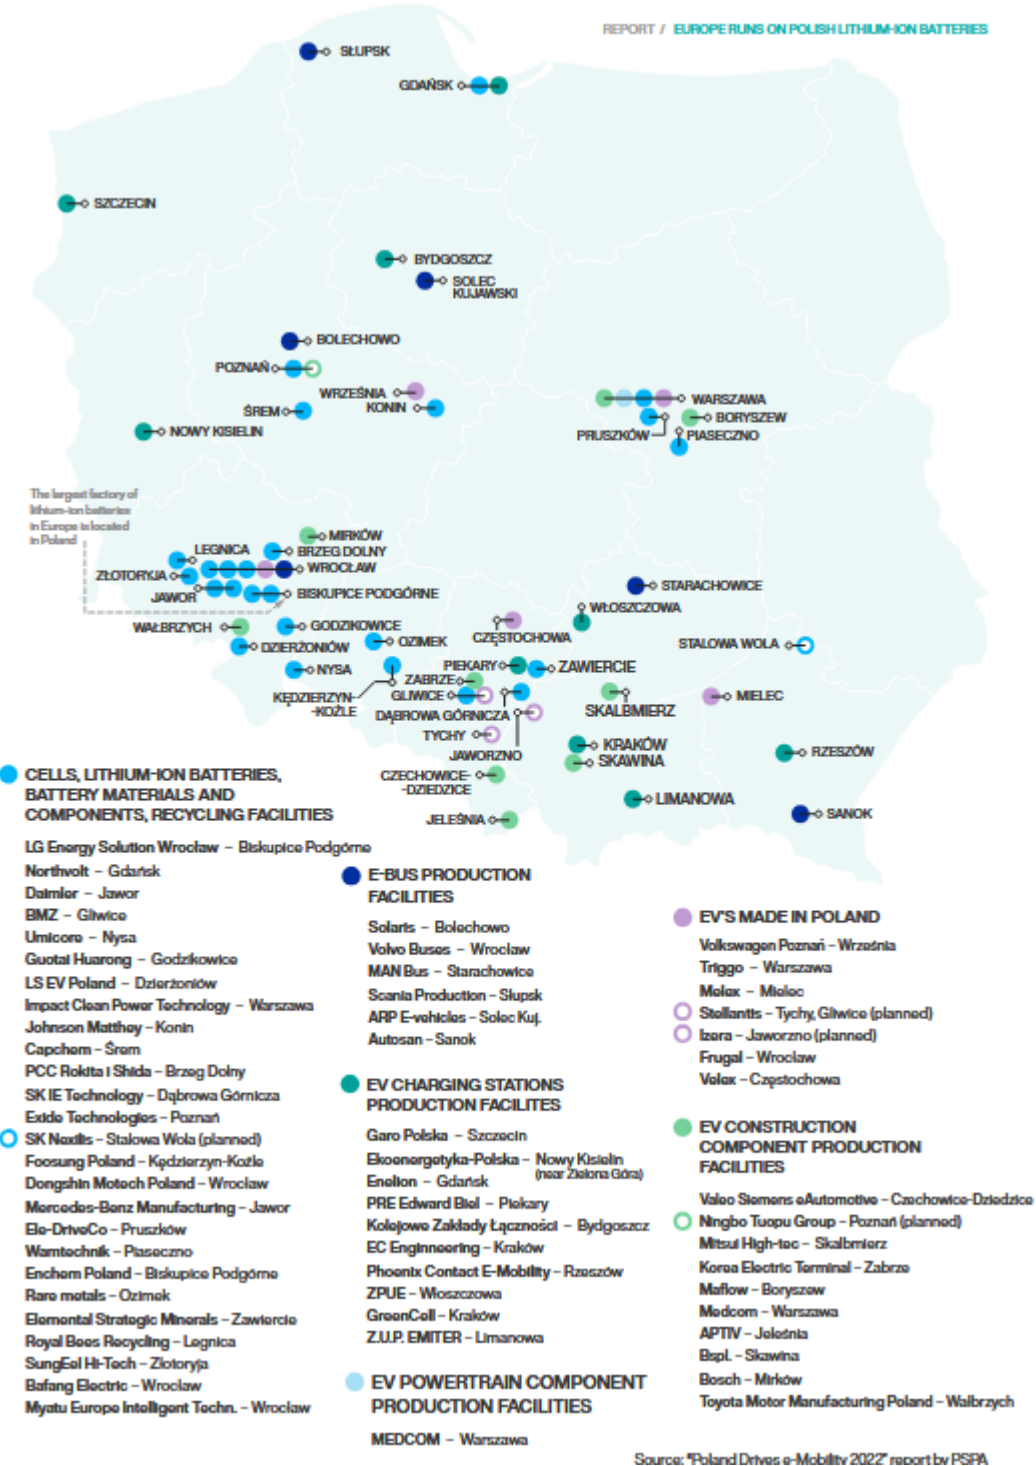 REPORT / EUROPE RUNS ON POLISH LITHIUM-ION BATTERIES
SŁUPSK
GDAŃSK
SZCZECIN
BYDGOSZCZ
SOLEC
KUJAWSKI
BOLECHOWO
POZNAŃ
WRZEŚNIA
KONIN
ŚREM
NOWY KISIELIN
WARSZAWA
BORYSZEW
PRUSZKÓW
PIASECZNO
The largest factory of
lithium-ion batteries
in Europe is located
in Poland
MIRKÓW
LEGNICA
BRZEG DOLNY
WROCŁAW
ZŁOTORYJA
JAWOR
BISKUPICE PODGÓRNE
STARACHOWICE
WŁOSZCZOWA
WAŁBRZYCH
GODZIKOWICE
CZĘSTOCHOWA
DZIERŻONIÓW
OZIMEK
STALOWA WOLA
NYSA
PIEKARY
ZAWIERCIE
ZABRZE
KĘDZIERZYN-
-KOŹLE
GLIWICE
DĄBROWA GÓRNICZA
SKALBMIERZ
MIELEC
TYCHY
JAWORZNO
KRAKÓW
SKAWINA
RZESZÓW
CZECHOWICE-
-DZIEDZICE
LIMANOWA
SANOK
JELEŚNIA
CELLS, LITHIUM-ION BATTERIES,
BATTERY MATERIALS AND
COMPONENTS, RECYCLING FACILITIES
LG Energy Solution Wrocław – Biskupice Podgórne
Northvolt – Gdańsk
Daimler – Jawor
BMZ – Gliwice
Umicore – Nysa
Guotai Huarong – Godzikowice
LS EV Poland – Dzierżoniów
Impact Clean Power Technology – Warszawa
Johnson Matthey – Konin
Capchem – Śrem
PCC Rokita i Shida – Brzeg Dolny
SK IE Technology – Dąbrowa Górnicza
Exide Technologies – Poznań
SK Nexilis – Stalowa Wola (planned)
Foosung Poland – Kędzierzyn-Koźle
Dongshin Motech Poland – Wrocław
Mercedes-Benz Manufacturing – Jawor
Ele-DriveCo – Pruszków
Wamtechnik – Piaseczno
Enchem Poland – Biskupice Podgórne
Rare metals – Ozimek
Elemental Strategic Minerals – Zawiercie
Royal Bees Recycling – Legnica
SungEel Hi-Tech – Złotoryja
Bafang Electric – Wrocław
Myatu Europe Intelligent Techn. – Wrocław
E-BUS PRODUCTION
FACILITIES
Solaris – Bolechowo
Volvo Buses – Wrocław
MAN Bus – Starachowice
Scania Production – Słupsk
ARP E-vehicles – Solec Kuj.
Autosan – Sanok
EV CHARGING STATIONS
PRODUCTION FACILITES
Garo Polska – Szczecin
Ekoenergetyka-Polska – Nowy Kisielin
(near Zielona Góra)
Enelion – Gdańsk
PRE Edward Biel – Piekary
Kolejowe Zakłady Łączności – Bydgoszcz
EC Enginneering – Kraków
Phoenix Contact E-Mobility – Rzeszów
ZPUE – Włoszczowa
GreenCell – Kraków
Z.U.P. EMITER – Limanowa
EV POWERTRAIN COMPONENT
PRODUCTION FACILITIES
MEDCOM – Warszawa
EV'S MADE IN POLAND
Volkswagen Poznań – Września
Triggo – Warszawa
Melex – Mielec
Stellantis – Tychy, Gliwice (planned)
Izera – Jaworzno (planned)
Frugal – Wrocław
Velex – Częstochowa
EV CONSTRUCTION
COMPONENT PRODUCTION
FACILITIES
Valeo Siemens eAutomotive – Czechowice-Dziedzice
Ningbo Tuopu Group – Poznań (planned)
Mitsui High-tec – Skalbmierz
Korea Electric Terminal – Zabrze
Maflow – Boryszew
Medcom – Warszawa
APTIV – Jeleśnia
Bspl. – Skawina
Bosch – Mirków
Toyota Motor Manufacturing Poland – Wałbrzych
Source: "Poland Drives e-Mobility 2022" report by PSPA